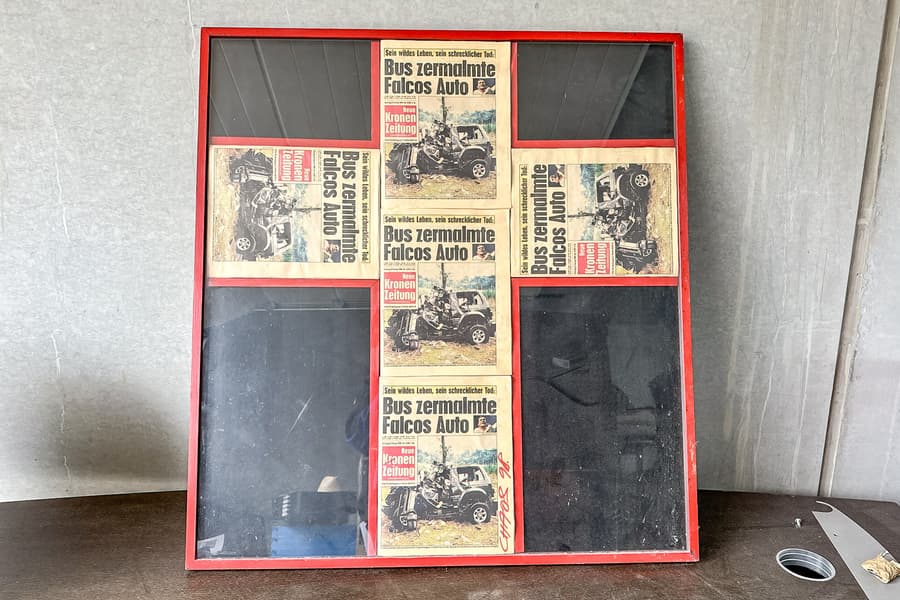 Sein wildes Leben, sein schrecklicher Tod:
Bus zermalmte
Falcos Auto
Neue
Kronen
Zeitung
Sein wildes Leben, sein schrecklicher Tod:
Bus zermalmte
Falcos Auto
Neue
Kronen
Zeitung
Sein wildes Leben, sein schrecklicher Tod:
Bus zermalmte
Falcos Auto
Neue
Kronen
Zeitung
Sein wildes Leben, sein schrecklicher Tod:
Bus zermalmte
Falcos Auto
Neue
Kronen
Zeitung
Sein wildes Leben, sein schrecklicher Tod:
Bus zermalmte
Falcos Auto
Neue
Kronen
Zeitung